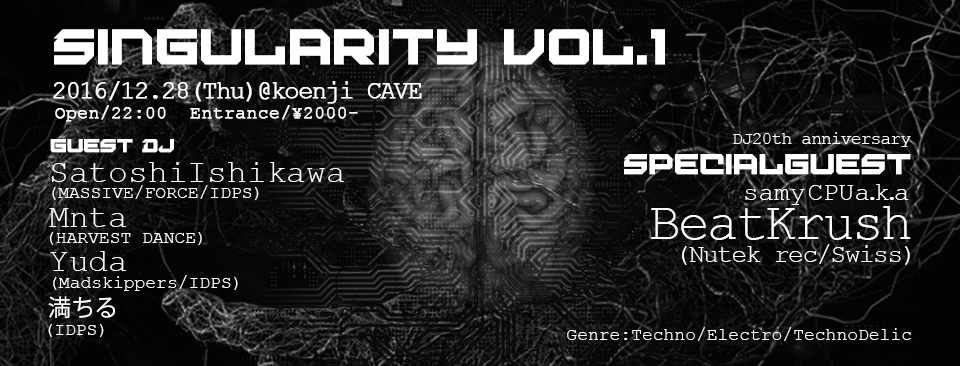 SINGULARITY VOL.1
2016/12.28(Thu)@koenji CAVE
Open/22:00 Entrance/¥2000-
GUEST DJ
SatoshiIshikawa
(MASSIVE/FORCE/IDPS)
Mnta
(HARVEST DANCE)
Yuda
(Madskippers/IDPS)
満ちる
(IDPS)
DJ20th anniversary
SPECIALGUEST
samyCPUa.k.a
BeatKrush
(Nutek rec/Swiss)
Genre:Techno/Electro/TechnoDelic